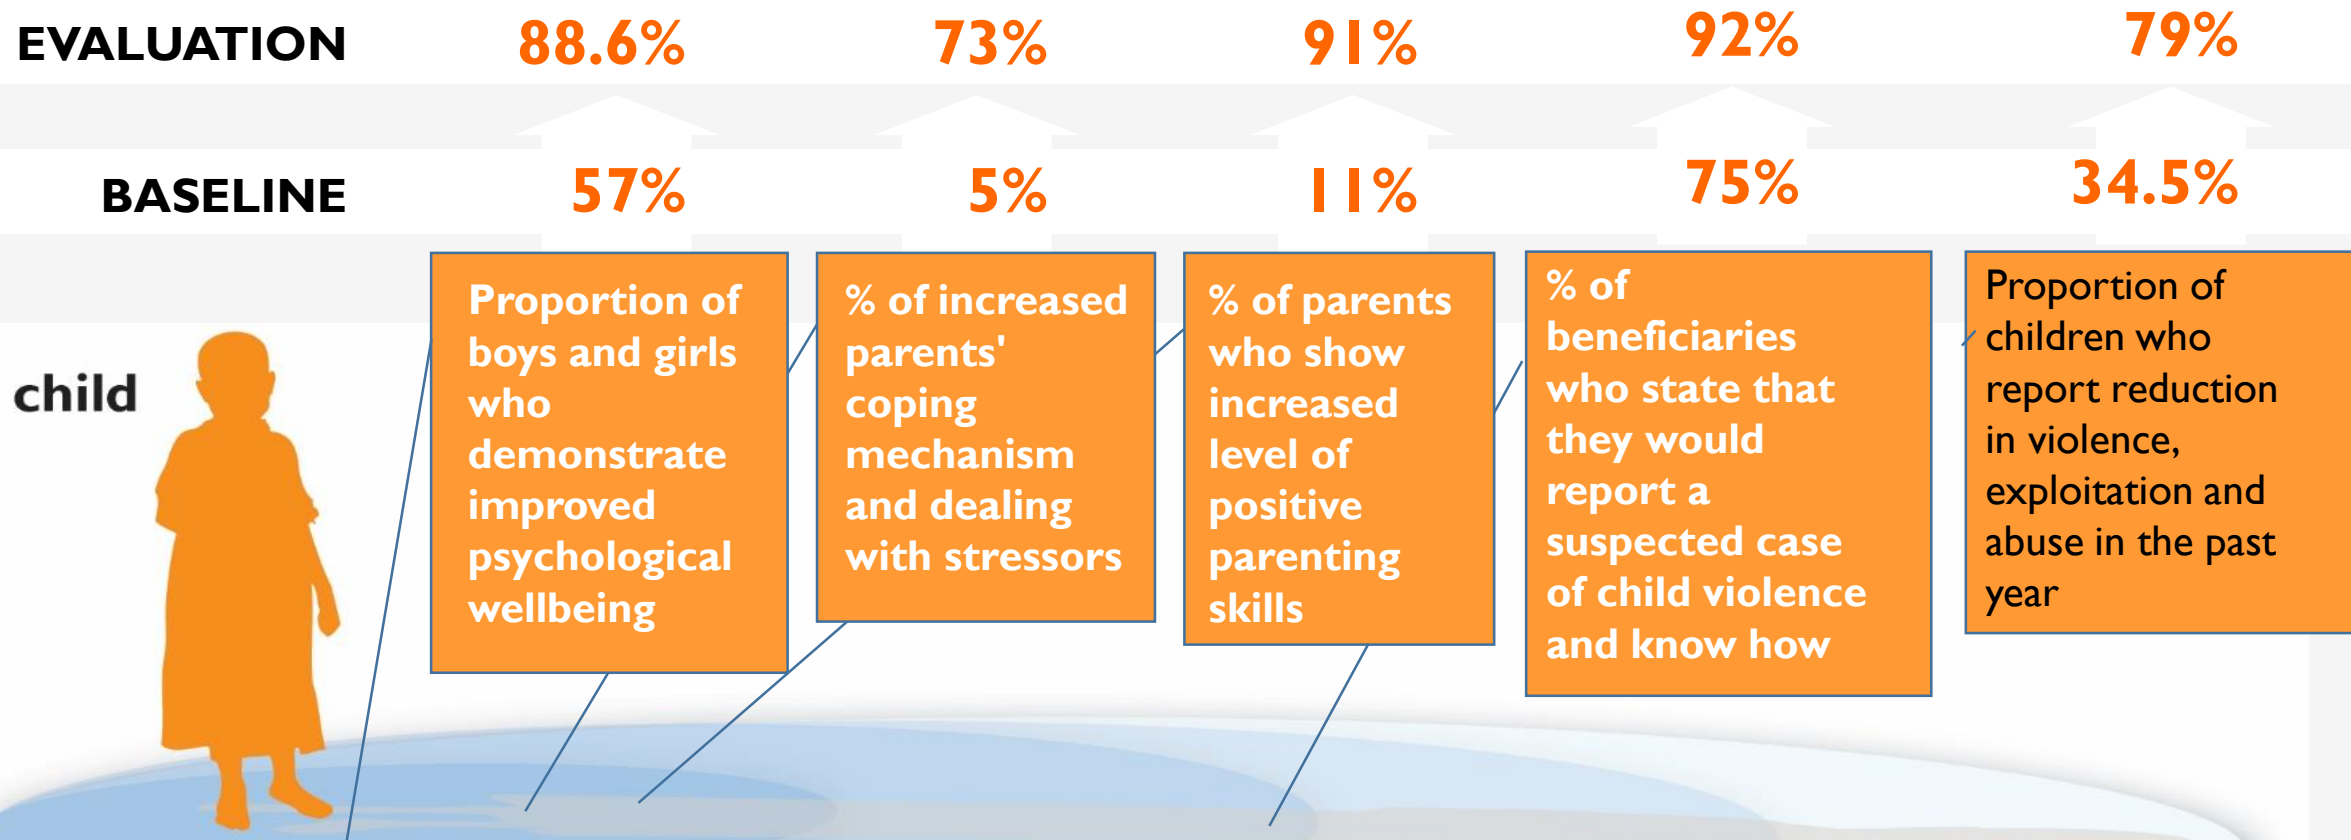 EVALUATION 88.6% 73% 91% 92% 79%
BASELINE 57% 5% 11% 75% 34.5%
child
Proportion of
boys and girls
who
demonstrate
improved
psychological
wellbeing
% of increased
parents'
coping
mechanism
and dealing
with stressors
% of parents
who show
increased
level of
positive
parenting
skills
% of
beneficiaries
who state that
they would
report a
suspected case
of child violence
and know how
Proportion of
children who
report reduction
in violence,
exploitation and
abuse in the past
year